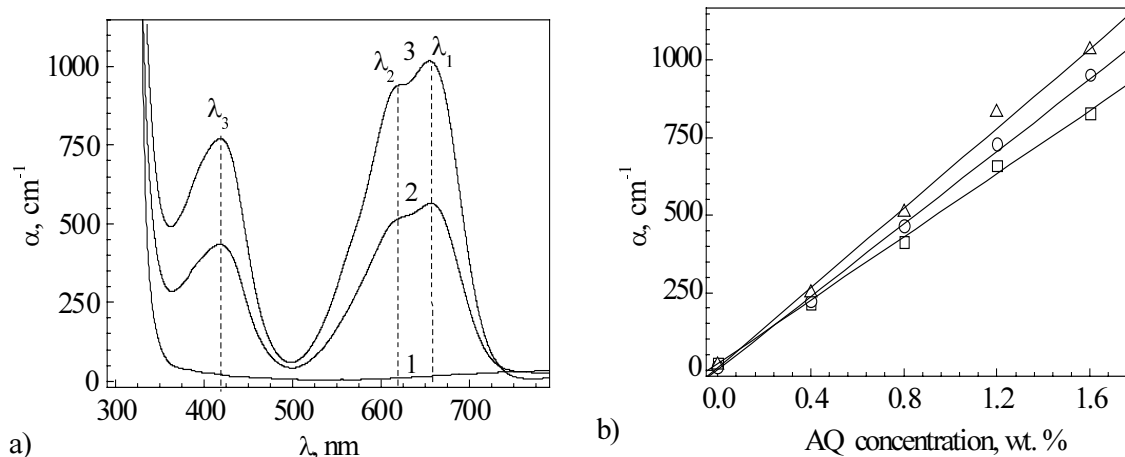 1000
750
500
250
0
α, cm⁻¹
λ₃
λ₂
3
λ₁
2
1
300 400 500 600 700
λ, nm
a)
1000
750
500
250
0
α, cm⁻¹
0.0 0.4 0.8 1.2 1.6
AQ concentration, wt. %
b)